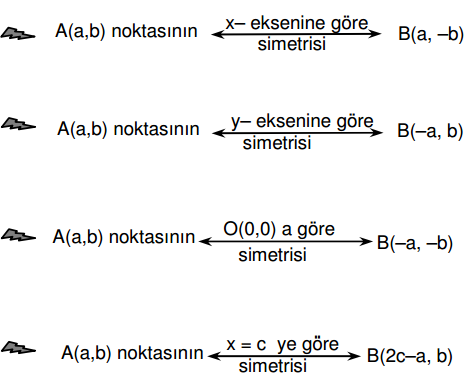 A(a,b) noktasının x– eksenine göre simetrisi B(a, –b)
A(a,b) noktasının y– eksenine göre simetrisi B(–a, b)
A(a,b) noktasının O(0,0) a göre simetrisi B(–a, –b)
A(a,b) noktasının x = c ye göre simetrisi B(2c–a, b)